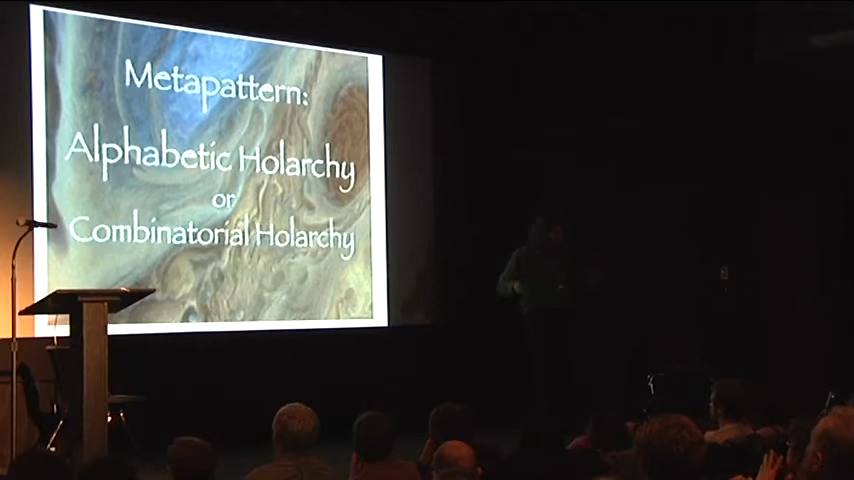 Metapattern:
Alphabetic Holarchy
or
Combinatorial Holarchy